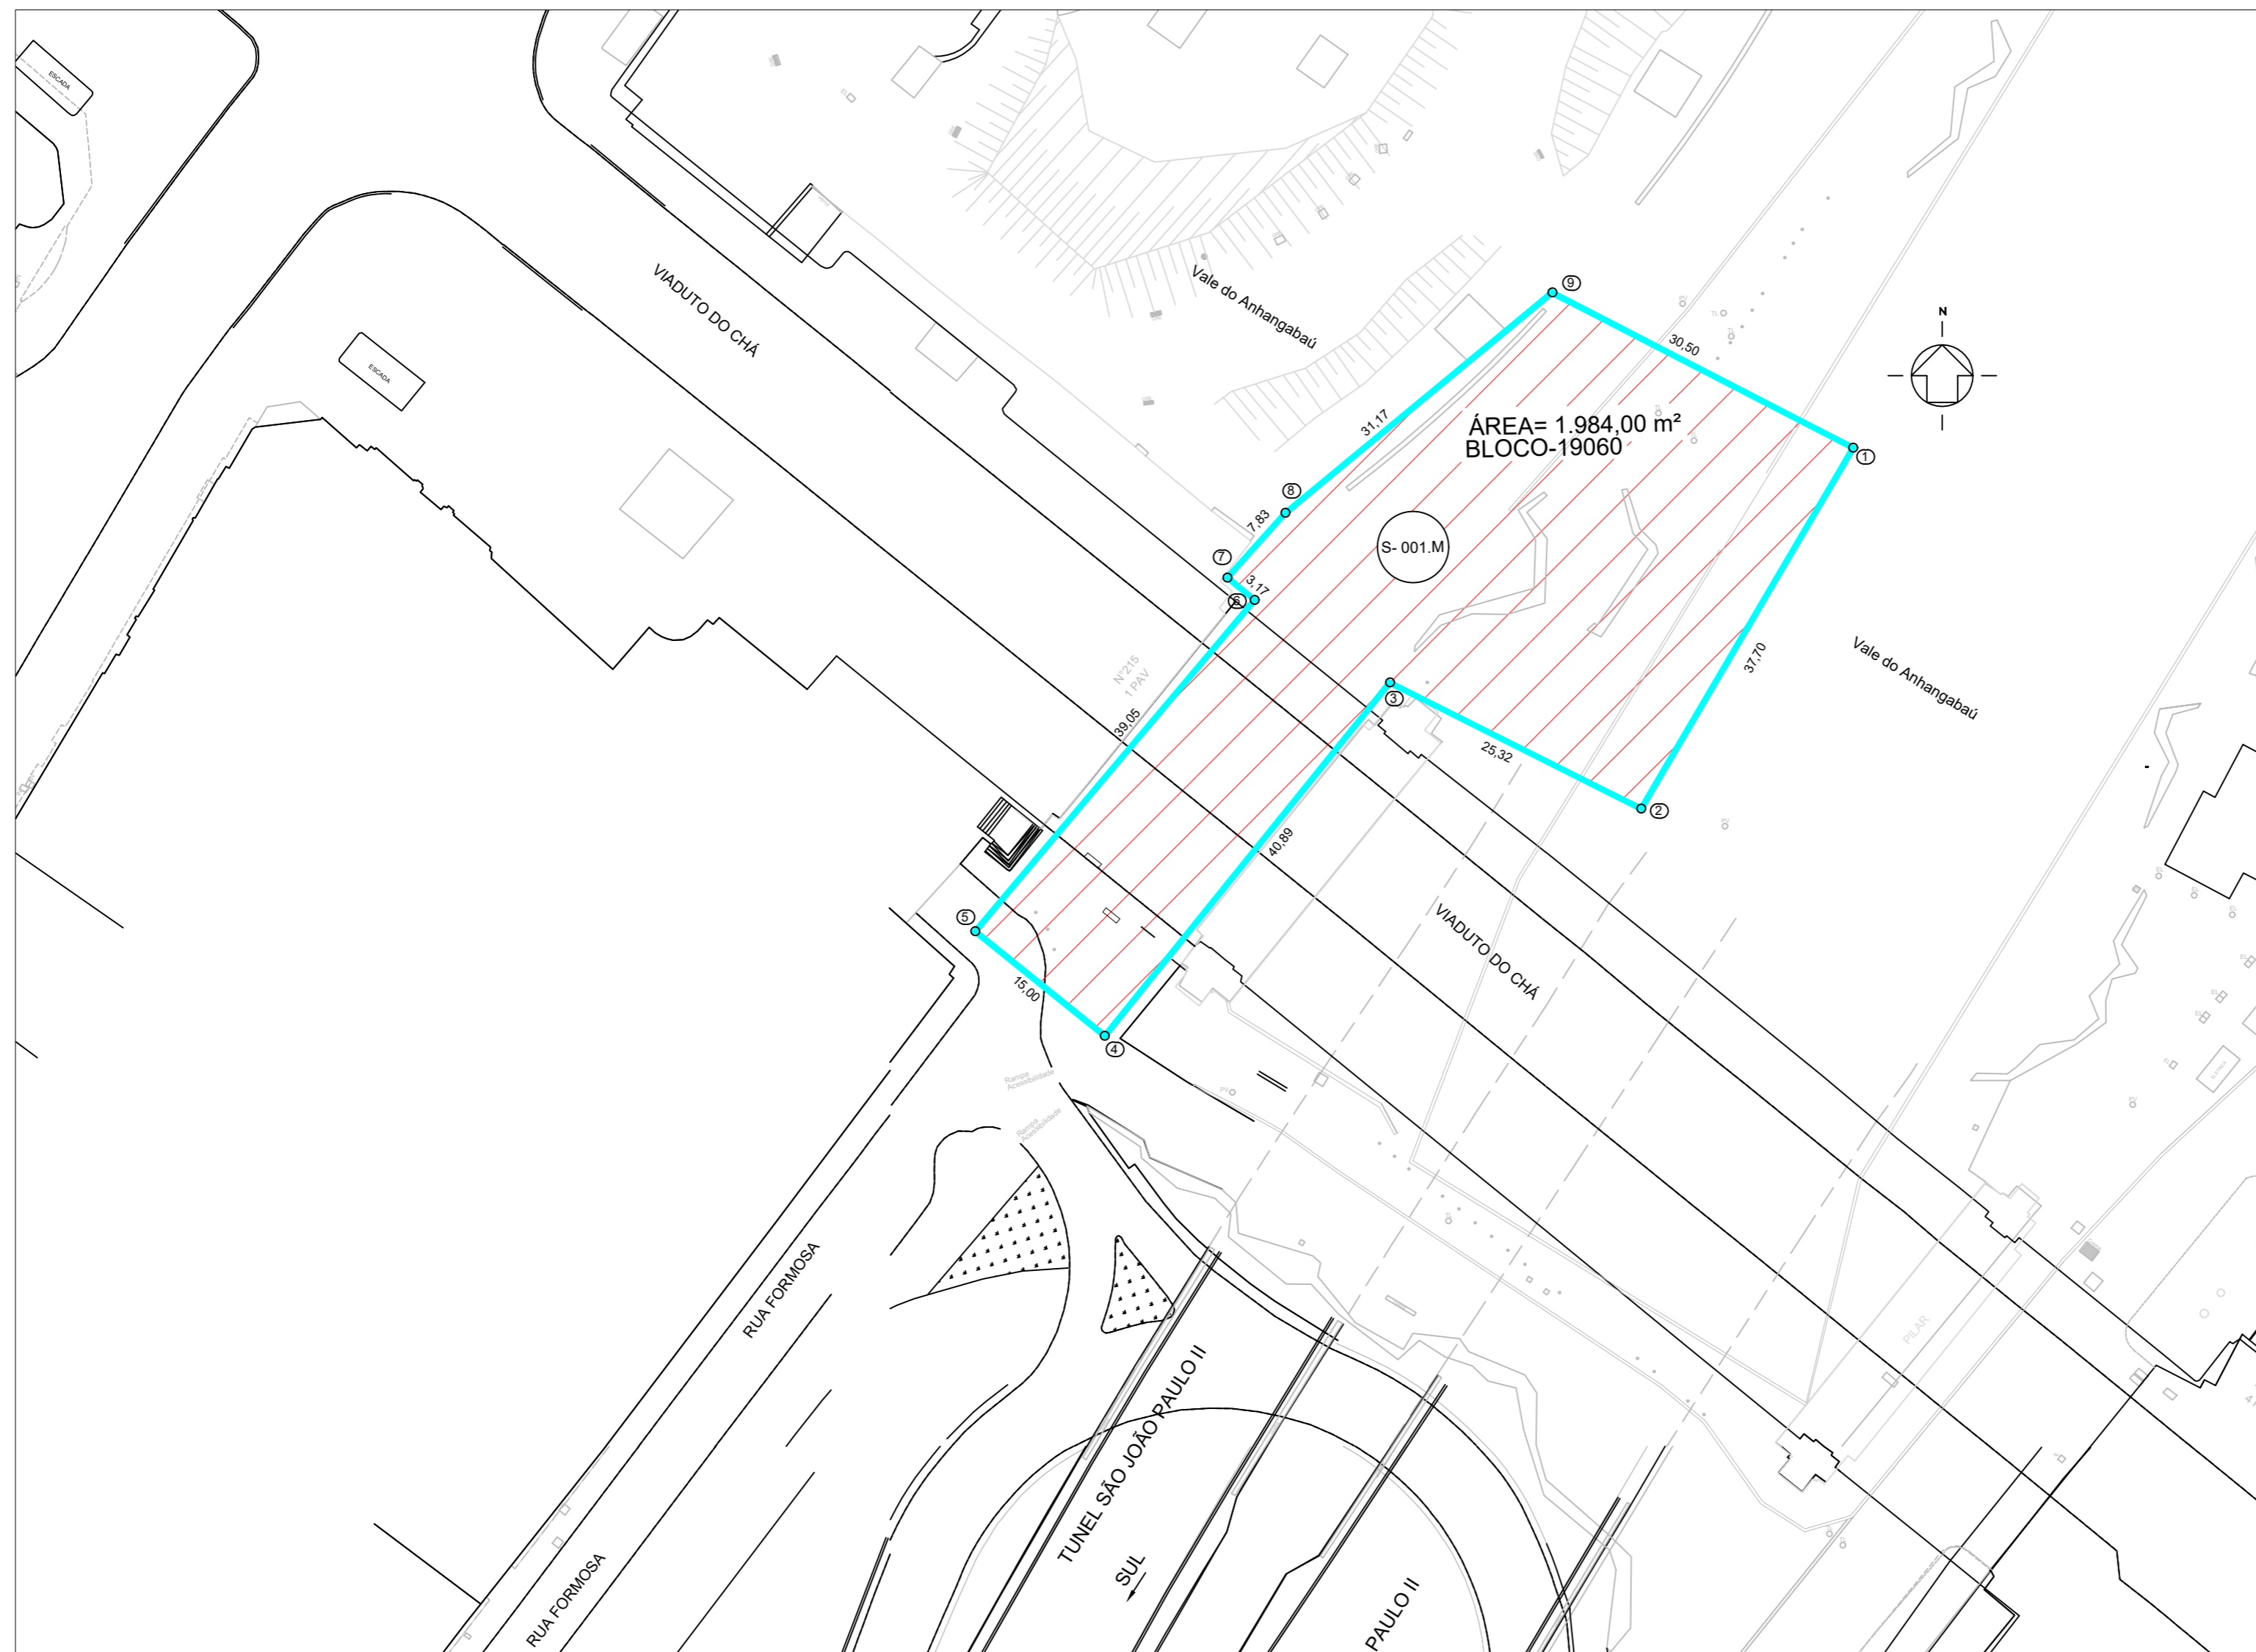 ESCADA
VIADUTO DO CHÁ
Vale do Anhangabaú
9
30,50
N
ESCADA
31,17
ÁREA= 1.984,00 m²
BLOCO-19060
1
8
7,83
S- 001.M
7
3,17
6
37,70
Vale do Anhangabaú
N°215
1 PAV
3
39,05
25,32
2
40,89
5
VIADUTO DO CHÁ
15,00
4
Rampa
Acessibilidade
Rampa
Acessibilidade
RUA FORMOSA
PILAR
TUNEL SÃO JOÃO PAULO II
SUL
RUA FORMOSA
PAULO II